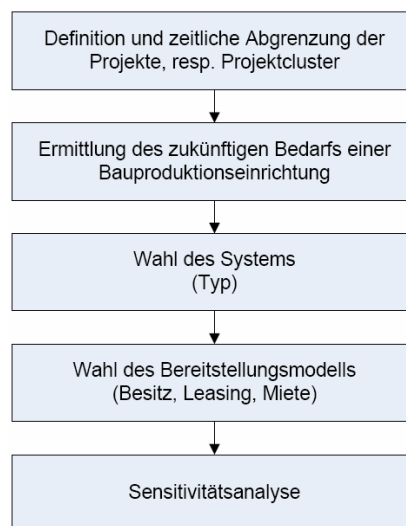 Definition und zeitliche Abgrenzung der
Projekte, resp. Projektcluster
Ermittlung des zukünftigen Bedarfs einer
Bauproduktionseinrichtung
Wahl des Systems
(Typ)
Wahl des Bereitstellungsmodells
(Besitz, Leasing, Miete)
Sensitivitätsanalyse